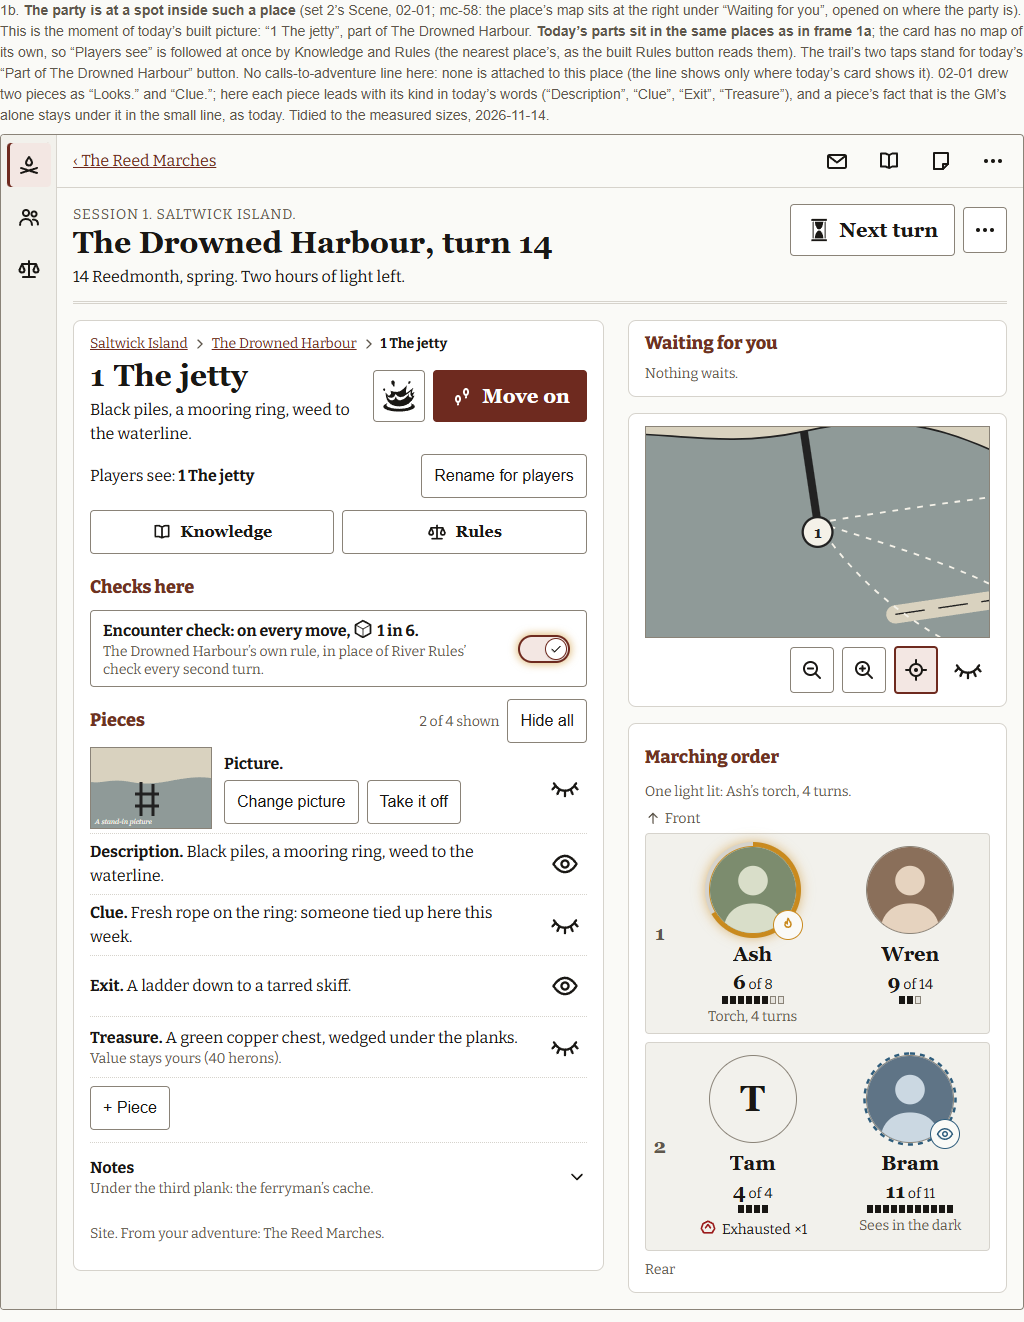 1b. The party is at a spot inside such a place (set 2’s Scene, 02-01; mc-58: the place’s map sits at the right under “Waiting for you”, opened on where the party is).
This is the moment of today’s built picture: “1 The jetty”, part of The Drowned Harbour. Today’s parts sit in the same places as in frame 1a; the card has no map of
its own, so “Players see” is followed at once by Knowledge and Rules (the nearest place’s, as the built Rules button reads them). The trail’s two taps stand for today’s
“Part of The Drowned Harbour” button. No calls-to-adventure line here: none is attached to this place (the line shows only where today’s card shows it). 02-01 drew
two pieces as “Looks.” and “Clue.”; here each piece leads with its kind in today’s words (“Description”, “Clue”, “Exit”, “Treasure”), and a piece’s fact that is the GM’s
alone stays under it in the small line, as today. Tidied to the measured sizes, 2026-11-14.
‹ The Reed Marches
SESSION 1. SALTWICK ISLAND.
The Drowned Harbour, turn 14
14 Reedmonth, spring. Two hours of light left.
Next turn
Saltwick Island > The Drowned Harbour > 1 The jetty
1 The jetty
Black piles, a mooring ring, weed to
the waterline.
Move on
Players see: 1 The jetty
Rename for players
Knowledge
Rules
Checks here
Encounter check: on every move, 1 in 6.
The Drowned Harbour’s own rule, in place of River Rules’
check every second turn.
Pieces
2 of 4 shown
Hide all
A stand-in picture
Picture.
Change picture
Take it off
Description. Black piles, a mooring ring, weed to the
waterline.
Clue. Fresh rope on the ring: someone tied up here this
week.
Exit. A ladder down to a tarred skiff.
Treasure. A green copper chest, wedged under the planks.
Value stays yours (40 herons).
+ Piece
Notes
Under the third plank: the ferryman’s cache.
Site. From your adventure: The Reed Marches.
Waiting for you
Nothing waits.
1
Marching order
One light lit: Ash’s torch, 4 turns.
↑ Front
1
Ash
6 of 8
Torch, 4 turns
Wren
9 of 14
2
T
Tam
4 of 4
Exhausted ×1
Bram
11 of 11
Sees in the dark
Rear